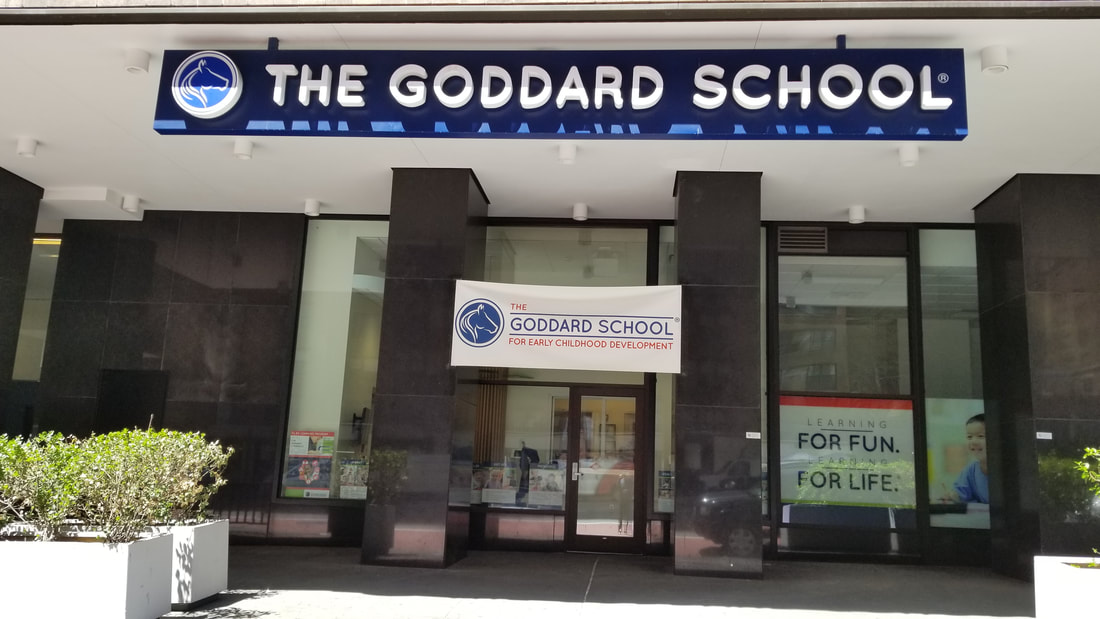 THE GODDARD SCHOOL®
THE
GODDARD SCHOOL®
FOR EARLY CHILDHOOD DEVELOPMENT
LEARNING
FOR FUN.
LEARNING
FOR LIFE.